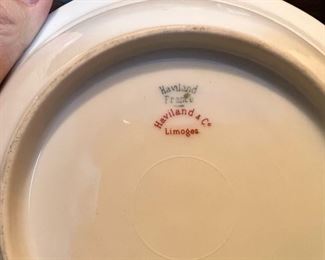 Haviland
France
Haviland & Co
Limoges